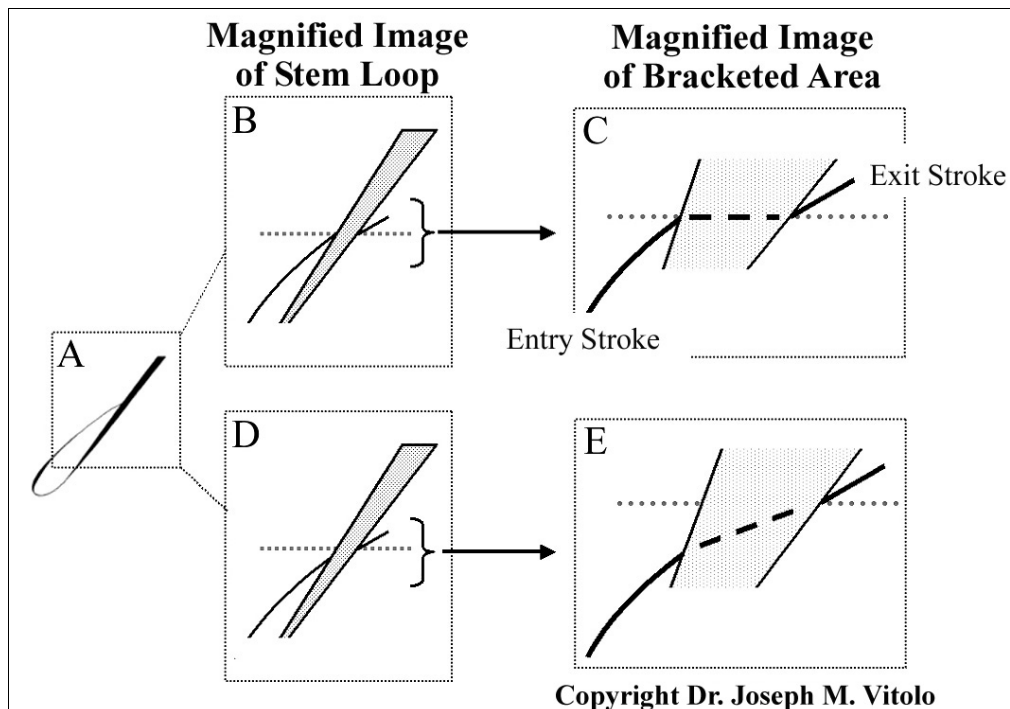 Magnified Image
of Stem Loop
Magnified Image
of Bracketed Area
B
C
Exit Stroke
Entry Stroke
A
D
E
Copyright Dr. Joseph M. Vitolo